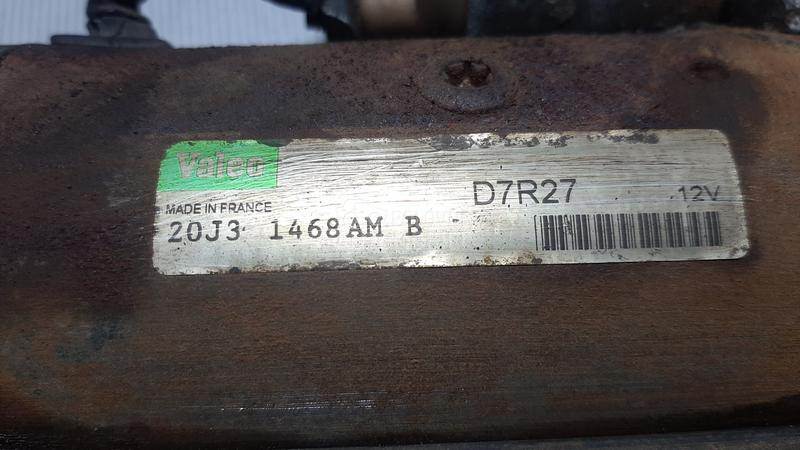 Valeo
MADE IN FRANCE
D7R27 12V
20J3 1468AM B